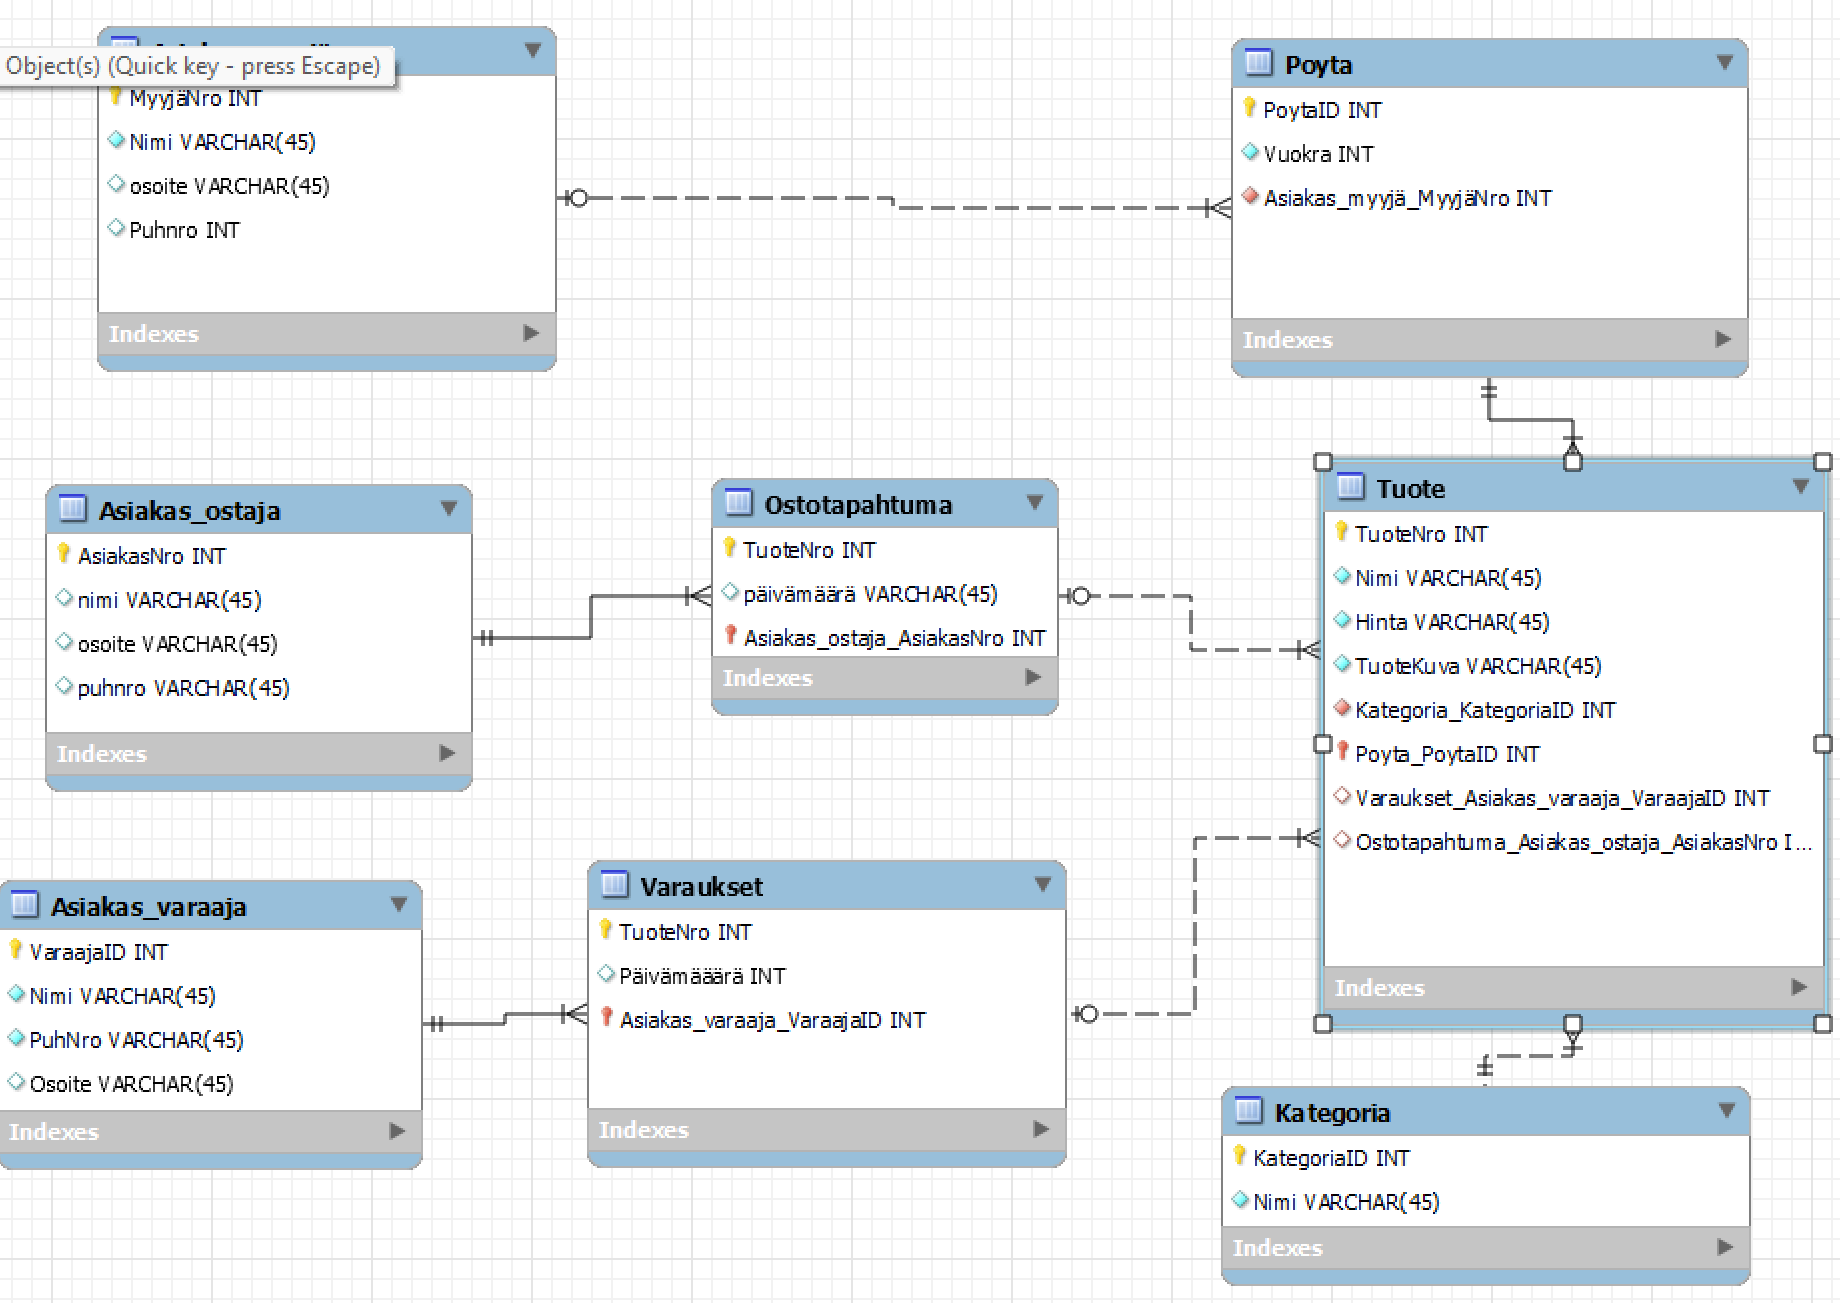 Object(s) (Quick key - press Escape)
MyyjäNro INT
Nimi VARCHAR(45)
osoite VARCHAR(45)
Puhnro INT
Indexes
Poyta
PoytaID INT
Vuokra INT
Asiakas_myyjä_MyyjäNro INT
Indexes
Asiakas_ostaja
AsiakasNro INT
nimi VARCHAR(45)
osoite VARCHAR(45)
puhnro VARCHAR(45)
Indexes
Ostotapahtuma
TuoteNro INT
päivämäärä VARCHAR(45)
Asiakas_ostaja_AsiakasNro INT
Indexes
Tuote
TuoteNro INT
Nimi VARCHAR(45)
Hinta VARCHAR(45)
TuoteKuva VARCHAR(45)
Kategoria_KategoriaID INT
Poyta_PoytaID INT
Varaukset_Asiakas_varaaja_VaraajaID INT
Ostotapahtuma_Asiakas_ostaja_AsiakasNro I...
Indexes
Asiakas_varaaja
VaraajaID INT
Nimi VARCHAR(45)
PuhNro VARCHAR(45)
Osoite VARCHAR(45)
Indexes
Varaukset
TuoteNro INT
Päivämääärä INT
Asiakas_varaaja_VaraajaID INT
Indexes
Kategoria
KategoriaID INT
Nimi VARCHAR(45)
Indexes